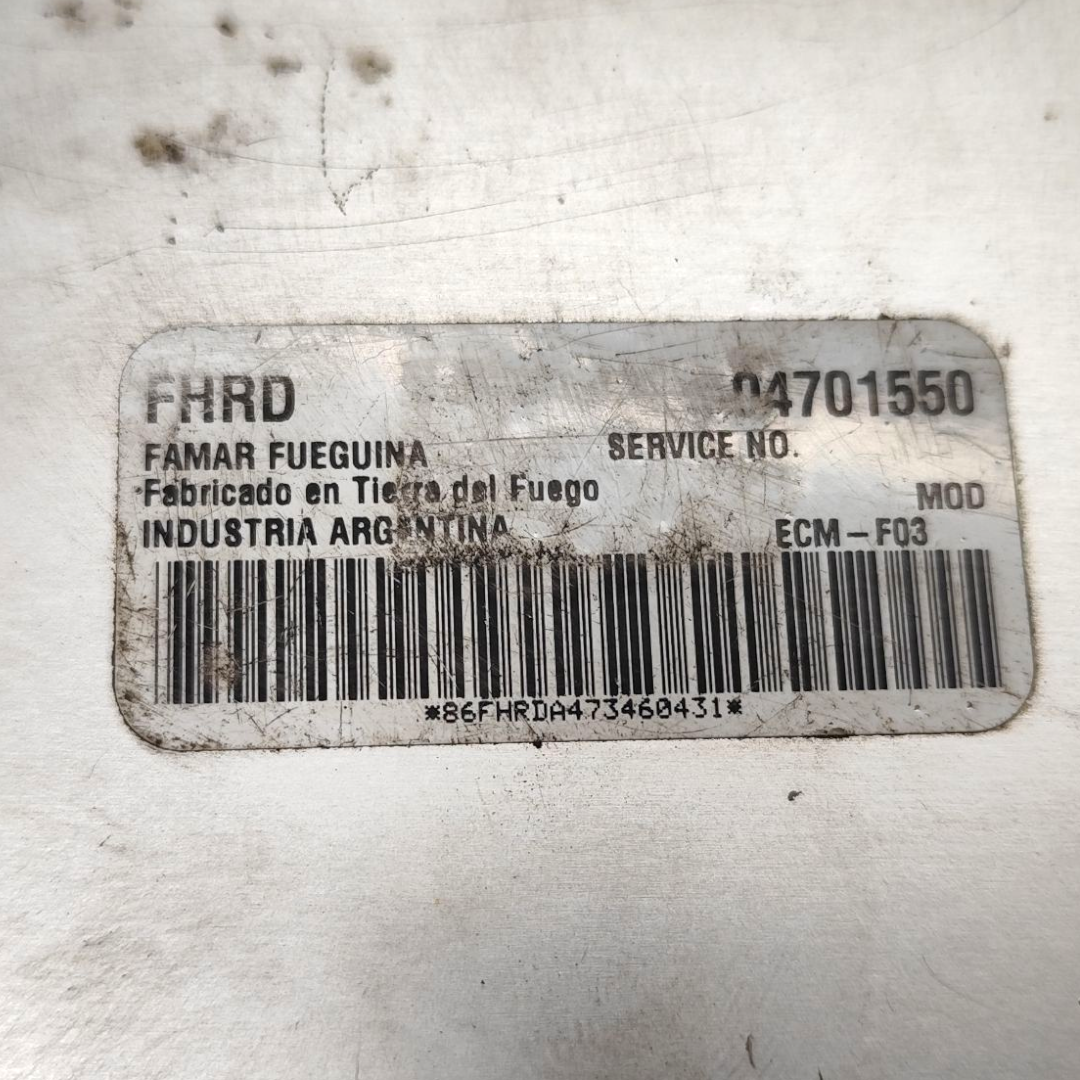 FHRD 04701550
FAMAR FUEGUINA SERVICE NO.
Fabricado en Tierra del Fuego MOD
INDUSTRIA ARGENTINA ECM-F03
*86FHRDA473460431*